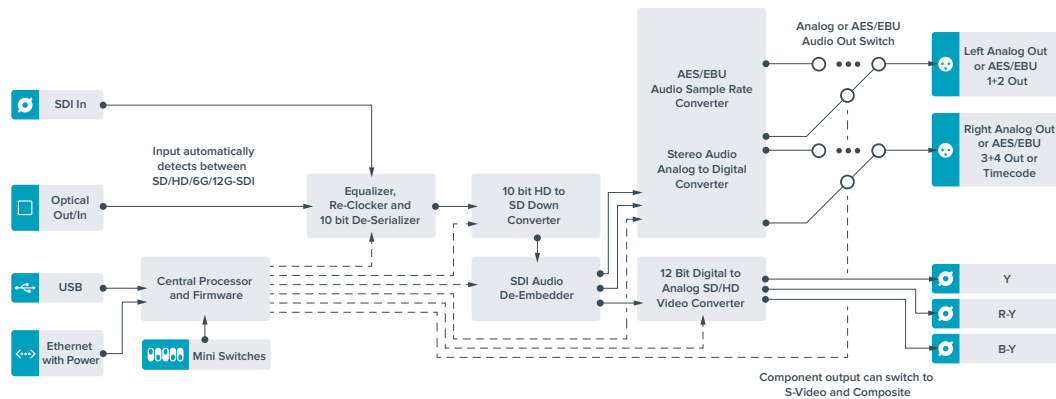 Analog or AES/EBU
Audio Out Switch
Left Analog Out
or AES/EBU
1+2 Out
AES/EBU
Audio Sample Rate
Converter
SDI In
Input automatically
detects between
SD/HD/6G/12G-SDI
Right Analog Out
or AES/EBU
3+4 Out or
Timecode
Stereo Audio
Analog to Digital
Converter
Optical
Out/In
Equalizer,
Re-Clocker and
10 bit De-Serializer
10 bit HD to
SD Down
Converter
USB
Central Processor
and Firmware
SDI Audio
De-Embedder
12 Bit Digital to
Analog SD/HD
Video Converter
Y
R-Y
B-Y
Ethernet
with Power
Mini Switches
Component output can switch to
S-Video and Composite